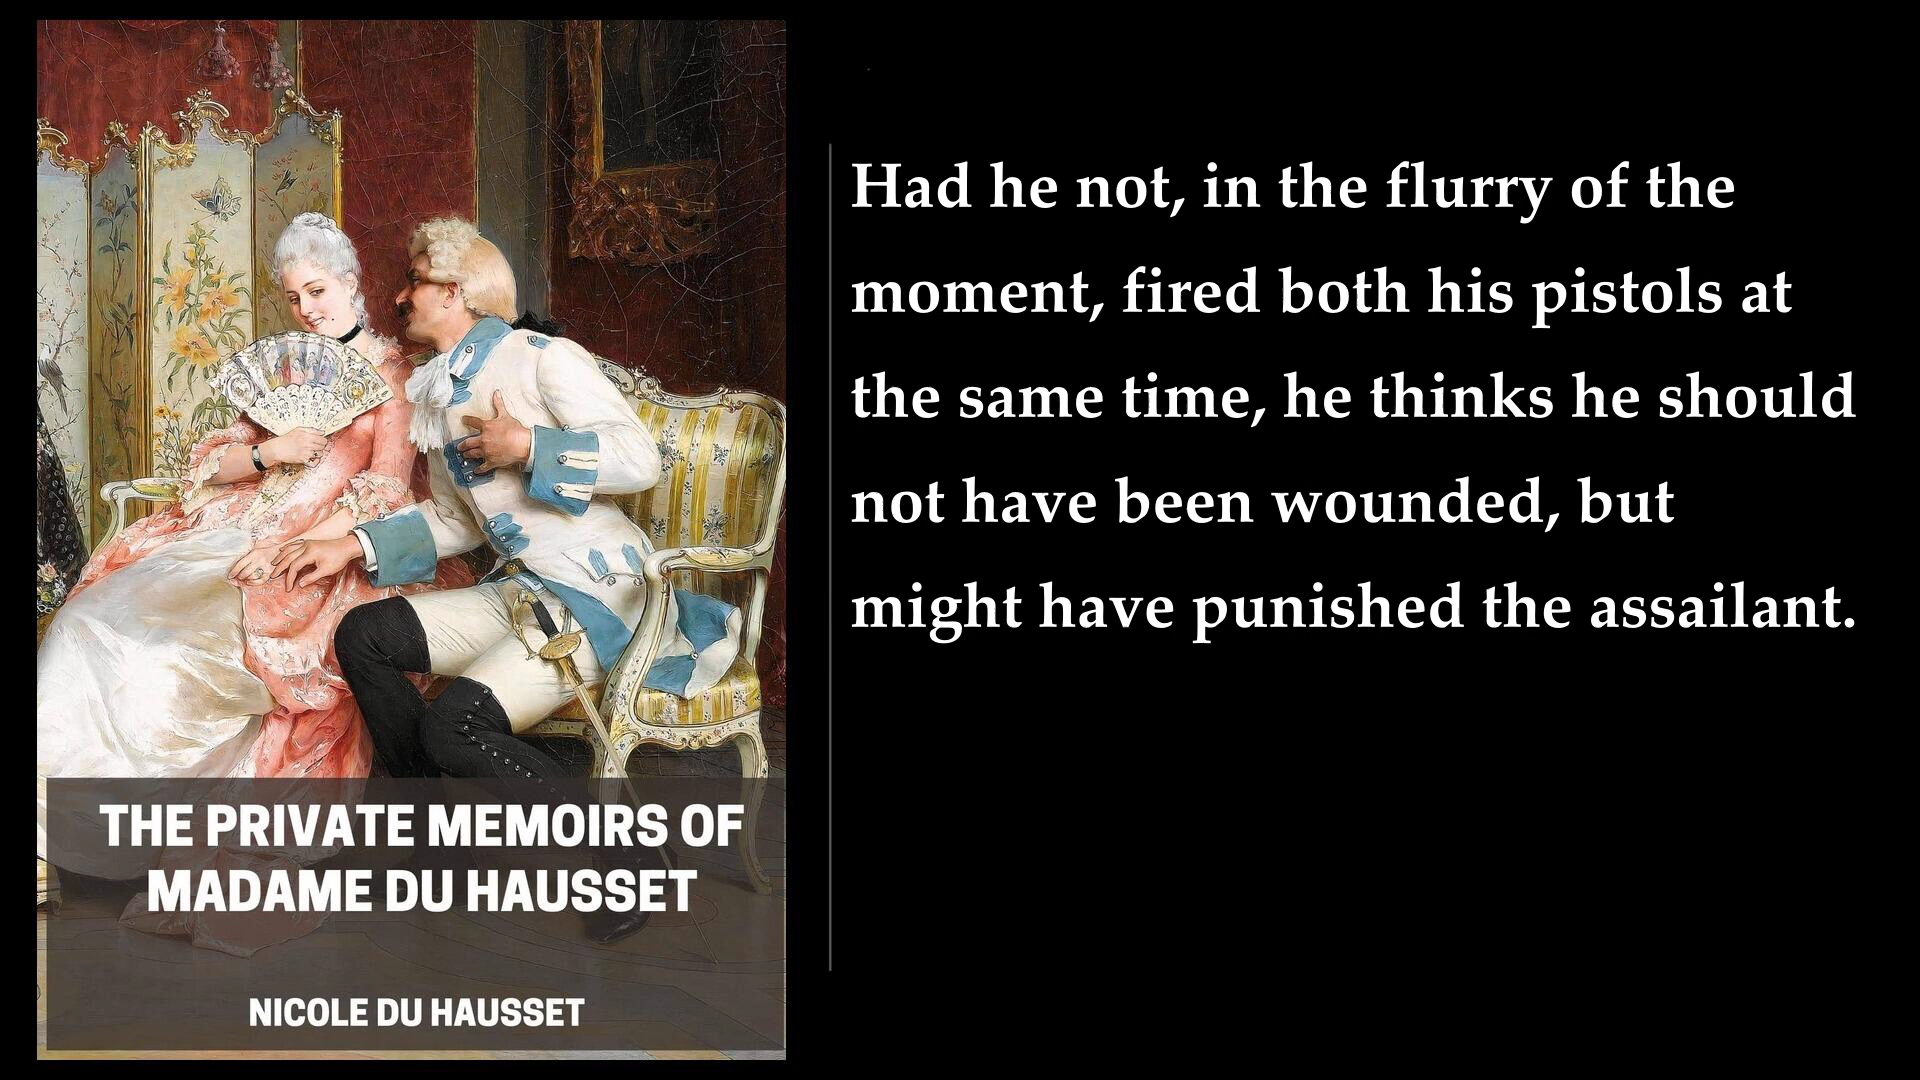 THE PRIVATE MEMOIRS OF
MADAME DU HAUSSET
NICOLE DU HAUSSET
Had he not, in the flurry of the
moment, fired both his pistols at
the same time, he thinks he should
not have been wounded, but
might have punished the assailant.